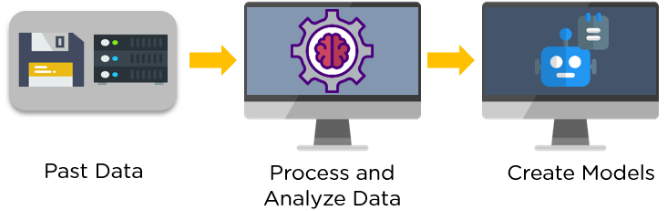 Past Data
Process and
Analyze Data
Create Models